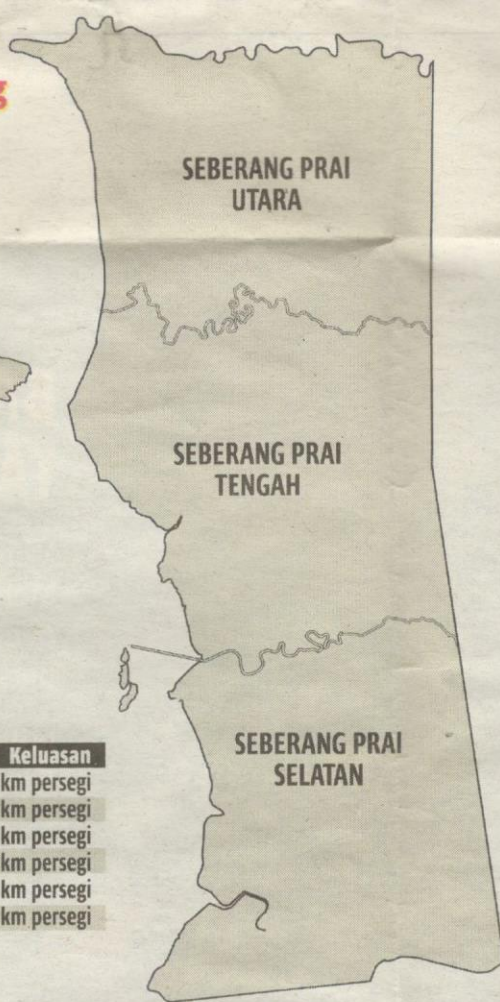 SEBERANG PRAI
UTARA
SEBERANG PRAI
TENGAH
SEBERANG PRAI
SELATAN
Keluasan
km persegi
km persegi
km persegi
km persegi
km persegi
km persegi